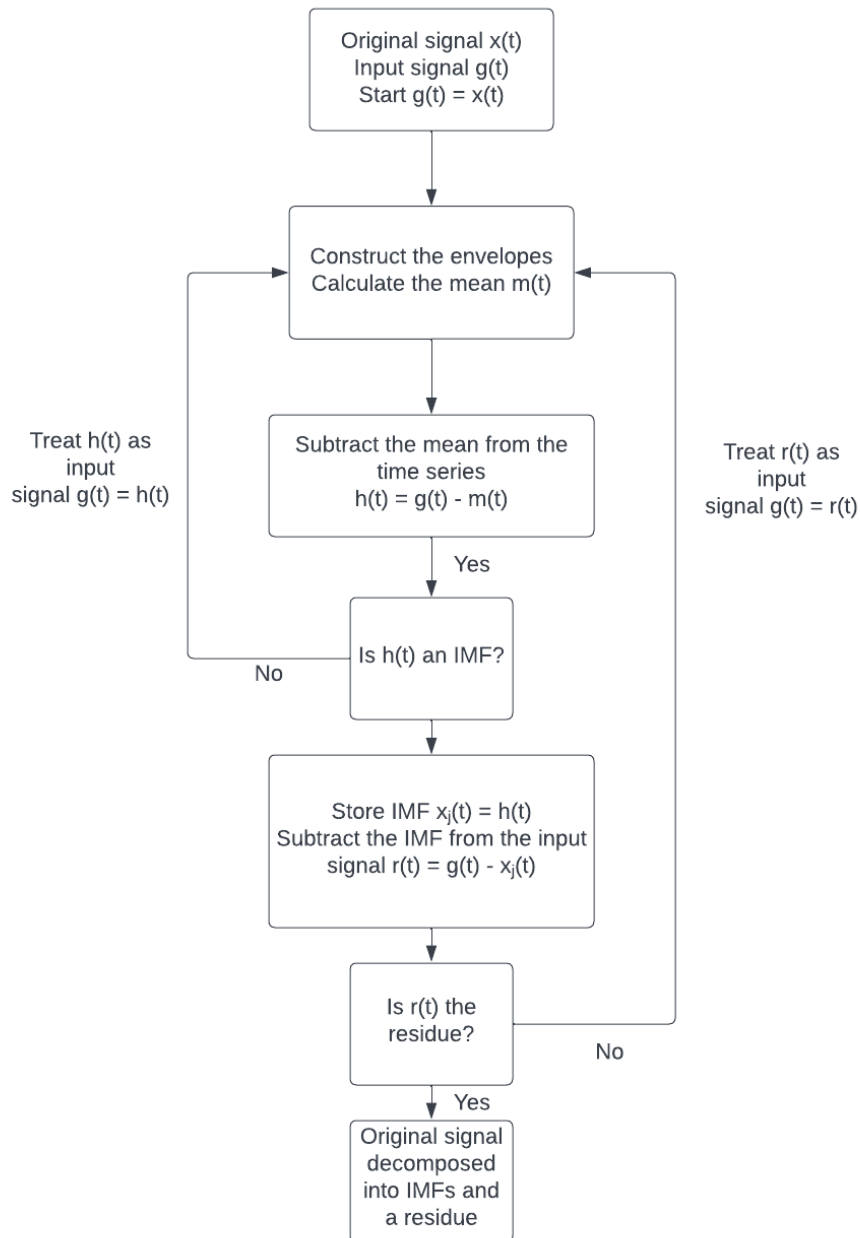 Original signal x(t)
Input signal g(t)
Start g(t) = x(t)
Construct the envelopes
Calculate the mean m(t)
Treat h(t) as
input
signal g(t) = h(t)
Subtract the mean from the
time series
h(t) = g(t) - m(t)
Treat r(t) as
input
signal g(t) = r(t)
Yes
Is h(t) an IMF?
No
Store IMF xⱼ(t) = h(t)
Subtract the IMF from the input
signal r(t) = g(t) - xⱼ(t)
Is r(t) the
residue?
No
Yes
Original signal
decomposed
into IMFs and
a residue